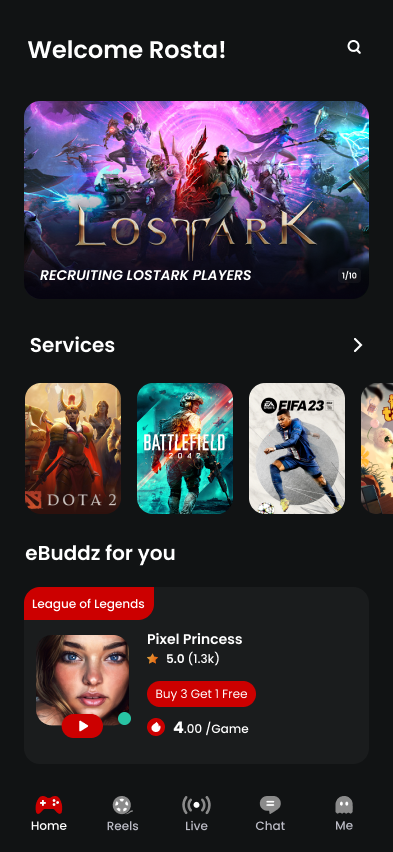 Welcome Rosta!
LOSTARK
RECRUITING LOSTARK PLAYERS
1/10
Services
DOTA 2
BATTLEFIELD
2042
EA SPORTS
FIFA 23
eBuddz for you
League of Legends
Pixel Princess
5.0 (1.3k)
Buy 3 Get 1 Free
4.00 /Game
Home
Reels
Live
Chat
Me